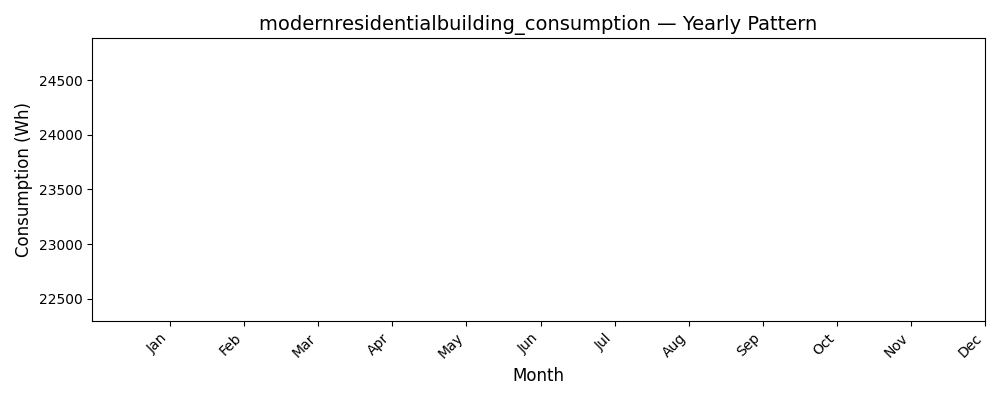 modernresidentialbuilding_consumption — Yearly Pattern
Consumption (Wh)
24500
24000
23500
23000
22500
Jan
Feb
Mar
Apr
May
Jun
Jul
Aug
Sep
Oct
Nov
Dec
Month